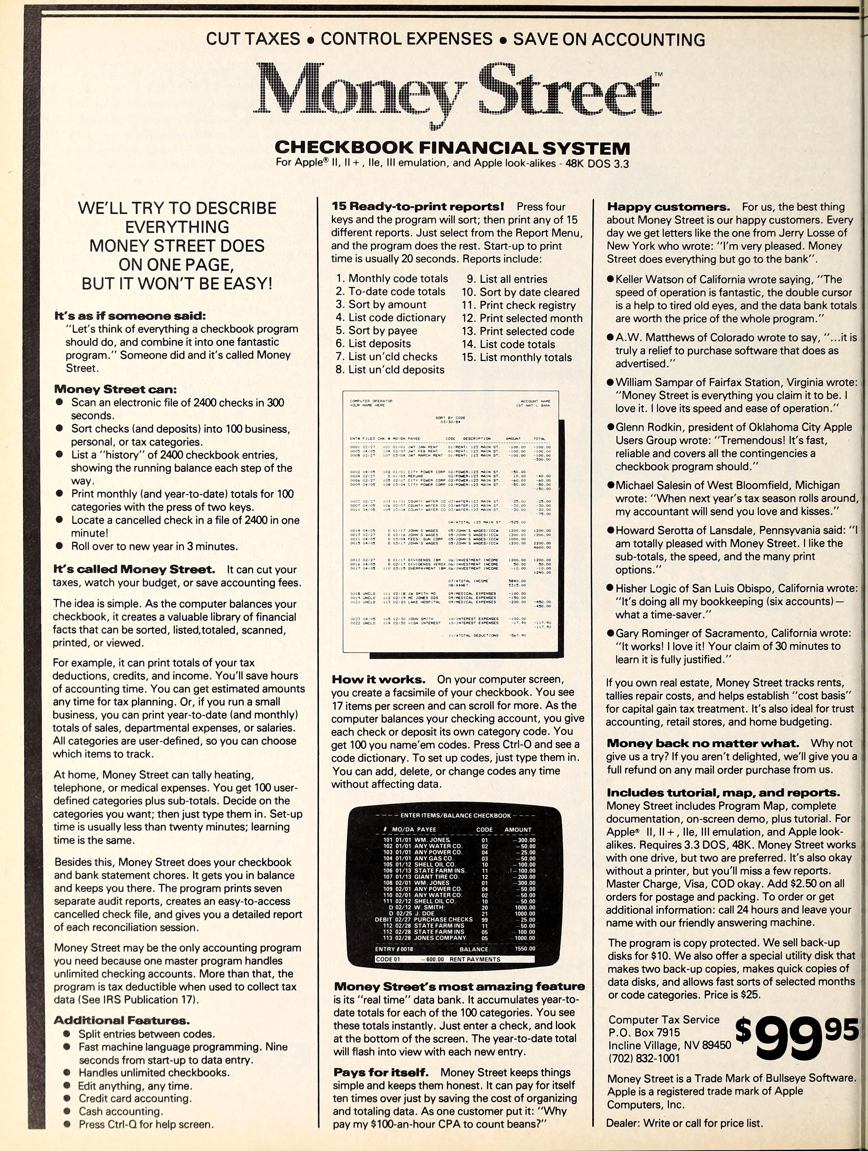 CUT TAXES • CONTROL EXPENSES • SAVE ON ACCOUNTING
Money Street™
CHECKBOOK FINANCIAL SYSTEM
For Apple® II, II+, IIe, III emulation, and Apple look-alikes - 48K DOS 3.3
WE'LL TRY TO DESCRIBE
EVERYTHING
MONEY STREET DOES
ON ONE PAGE,
BUT IT WON'T BE EASY!
It's as if someone said:
"Let's think of everything a checkbook program
should do, and combine it into one fantastic
program." Someone did and it's called Money
Street.
Money Street can:
● Scan an electronic file of 2400 checks in 300
seconds.
● Sort checks (and deposits) into 100 business,
personal, or tax categories.
● List a "history" of 2400 checkbook entries,
showing the running balance each step of the
way.
● Print monthly (and year-to-date) totals for 100
categories with the press of two keys.
● Locate a cancelled check in a file of 2400 in one
minute!
● Roll over to new year in 3 minutes.
It's called Money Street. It can cut your
taxes, watch your budget, or save accounting fees.
The idea is simple. As the computer balances your
checkbook, it creates a valuable library of financial
facts that can be sorted, listed,totaled, scanned,
printed, or viewed.
For example, it can print totals of your tax
deductions, credits, and income. You'll save hours
of accounting time. You can get estimated amounts
any time for tax planning. Or, if you run a small
business, you can print year-to-date (and monthly)
totals of sales, departmental expenses, or salaries.
All categories are user-defined, so you can choose
which items to track.
At home, Money Street can tally heating,
telephone, or medical expenses. You get 100 user-
defined categories plus sub-totals. Decide on the
categories you want; then just type them in. Set-up
time is usually less than twenty minutes; learning
time is the same.
Besides this, Money Street does your checkbook
and bank statement chores. It gets you in balance
and keeps you there. The program prints seven
separate audit reports, creates an easy-to-access
cancelled check file, and gives you a detailed report
of each reconciliation session.
Money Street may be the only accounting program
you need because one master program handles
unlimited checking accounts. More than that, the
program is tax deductible when used to collect tax
data (See IRS Publication 17).
Additional Features.
● Split entries between codes.
● Fast machine language programming. Nine
seconds from start-up to data entry.
● Handles unlimited checkbooks.
● Edit anything, any time.
● Credit card accounting.
● Cash accounting.
● Press Ctrl-Q for help screen.
15 Ready-to-print reports! Press four
keys and the program will sort; then print any of 15
different reports. Just select from the Report Menu,
and the program does the rest. Start-up to print
time is usually 20 seconds. Reports include:
1. Monthly code totals
2. To-date code totals
3. Sort by amount
4. List code dictionary
5. Sort by payee
6. List deposits
7. List un'cld checks
8. List un'cld deposits
9. List all entries
10. Sort by date cleared
11. Print check registry
12. Print selected month
13. Print selected code
14. List code totals
15. List monthly totals
COMPUTER OPERATOR
YOUR NAME HERE
ACCOUNT NAME
1ST NAT'L BANK
SORT BY CODE
How it works. On your computer screen,
you create a facsimile of your checkbook. You see
17 items per screen and can scroll for more. As the
computer balances your checking account, you give
each check or deposit its own category code. You
get 100 you name'em codes. Press Ctrl-O and see a
code dictionary. To set up codes, just type them in.
You can add, delete, or change codes any time
without affecting data.
ENTER ITEMS/BALANCE CHECKBOOK
# MO/DA PAYEE CODE AMOUNT
101 01/01 WM. JONES 01 -300.00
102 01/01 ANY WATER CO. 02 -50.00
103 01/01 ANY POWER CO. 04 -25.00
104 01/01 ANY GAS CO. 03 -50.00
105 01/12 SHELL OIL CO. 10 -100.00
106 01/13 STATE FARM INS. 11 !-100.00
107 01/13 GIANT TIRE CO. 12 -200.00
108 02/01 WM. JONES 01 -300.00
109 02/01 ANY POWER CO. 04 -50.00
110 02/01 ANY WATER CO. 02 -50.00
111 02/12 SHELL OIL CO. 10 -50.00
D 02/12 W. SMITH 20 1000.00
D 02/25 J. DOE 21 1000.00
DEBIT 02/27 PURCHASE CHECKS 99 -25.00
112 02/28 STATE FARM INS 11 -50.00
112 02/28 STATE FARM INS 05 -100.00
113 02/28 JONES COMPANY 05 -1000.00
ENTRY #0018 BALANCE 1550.00
CODE 01 -600.00 RENT PAYMENTS
Money Street's most amazing feature
is its "real time" data bank. It accumulates year-to-
date totals for each of the 100 categories. You see
these totals instantly. Just enter a check, and look
at the bottom of the screen. The year-to-date total
will flash into view with each new entry.
Pays for itself. Money Street keeps things
simple and keeps them honest. It can pay for itself
ten times over just by saving the cost of organizing
and totaling data. As one customer put it: "Why
pay my $100-an-hour CPA to count beans?"
Happy customers. For us, the best thing
about Money Street is our happy customers. Every
day we get letters like the one from Jerry Losse of
New York who wrote: "I'm very pleased. Money
Street does everything but go to the bank".
● Keller Watson of California wrote saying, "The
speed of operation is fantastic, the double cursor
is a help to tired old eyes, and the data bank totals
are worth the price of the whole program."
● A.W. Matthews of Colorado wrote to say, "...it is
truly a relief to purchase software that does as
advertised."
● William Sampar of Fairfax Station, Virginia wrote:
"Money Street is everything you claim it to be. I
love it. I love its speed and ease of operation."
● Glenn Rodkin, president of Oklahoma City Apple
Users Group wrote: "Tremendous! It's fast,
reliable and covers all the contingencies a
checkbook program should."
● Michael Salesin of West Bloomfield, Michigan
wrote: "When next year's tax season rolls around,
my accountant will send you love and kisses."
● Howard Serotta of Lansdale, Pennsyvania said: "I
am totally pleased with Money Street. I like the
sub-totals, the speed, and the many print
options."
● Hisher Logic of San Luis Obispo, California wrote:
"It's doing all my bookkeeping (six accounts)—
what a time-saver."
● Gary Rominger of Sacramento, California wrote:
"It works! I love it! Your claim of 30 minutes to
learn it is fully justified."
If you own real estate, Money Street tracks rents,
tallies repair costs, and helps establish "cost basis"
for capital gain tax treatment. It's also ideal for trust
accounting, retail stores, and home budgeting.
Money back no matter what. Why not
give us a try? If you aren't delighted, we'll give you a
full refund on any mail order purchase from us.
Includes tutorial, map, and reports.
Money Street includes Program Map, complete
documentation, on-screen demo, plus tutorial. For
Apple® II, II+, IIe, III emulation, and Apple look-
alikes. Requires 3.3 DOS, 48K. Money Street works
with one drive, but two are preferred. It's also okay
without a printer, but you'll miss a few reports.
Master Charge, Visa, COD okay. Add $2.50 on all
orders for postage and packing. To order or get
additional information: call 24 hours and leave your
name with our friendly answering machine.
The program is copy protected. We sell back-up
disks for $10. We also offer a special utility disk that
makes two back-up copies, makes quick copies of
data disks, and allows fast sorts of selected months
or code categories. Price is $25.
Computer Tax Service
P.O. Box 7915
Incline Village, NV 89450
(702) 832-1001
$9995
Money Street is a Trade Mark of Bullseye Software.
Apple is a registered trade mark of Apple
Computers, Inc.
Dealer: Write or call for price list.